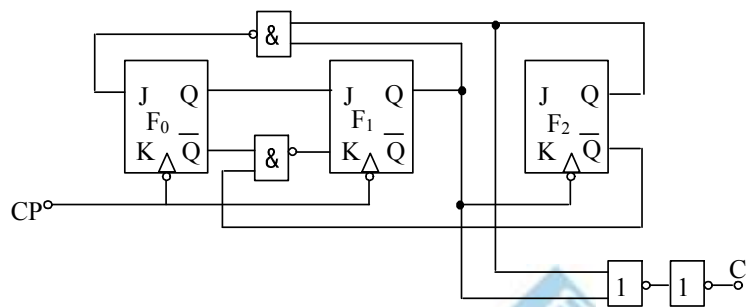 &
J Q J Q J Q
F₀ F₁ F₂
K Q̅ & K Q̅ K Q̅
CP
1 1 C